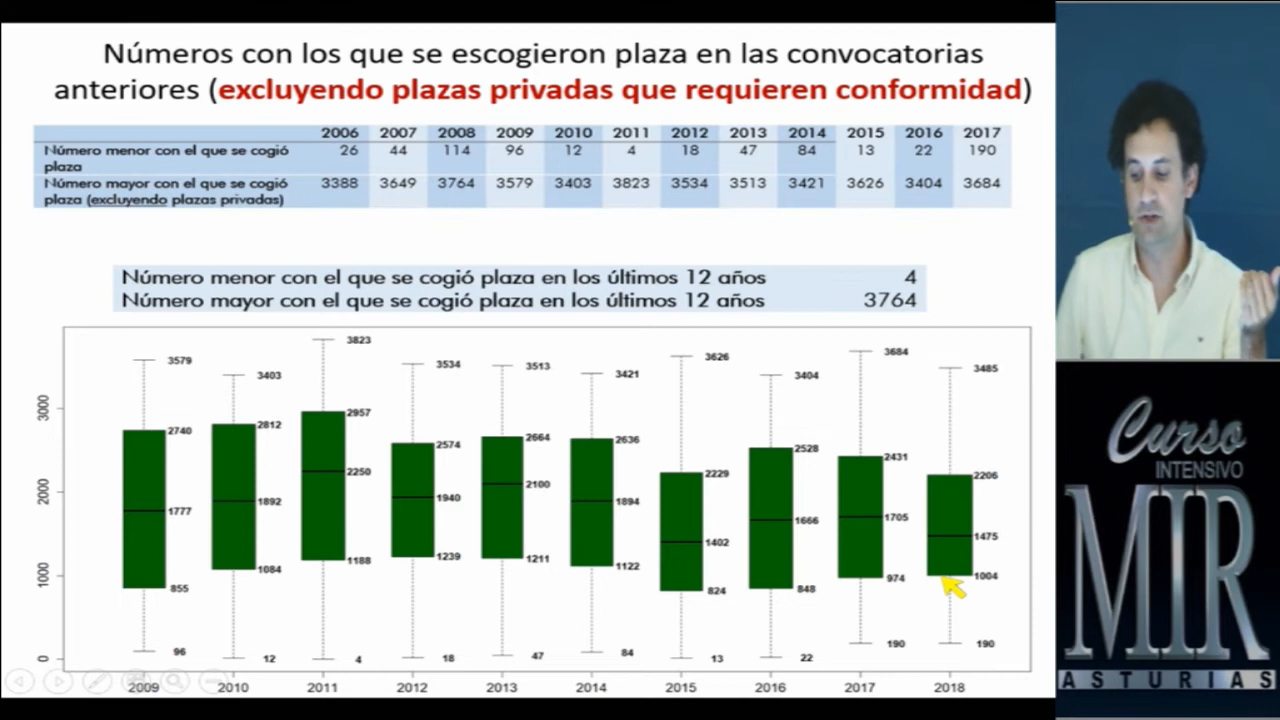 Números con los que se escogieron plaza en las convocatorias
anteriores (excluyendo plazas privadas que requieren conformidad)
2006 2007 2008 2009 2010 2011 2012 2013 2014 2015 2016 2017
Número menor con el que se cogió 26 44 114 96 12 4 18 47 84 13 22 190
plaza
Número mayor con el que se cogió 3388 3649 3764 3579 3403 3823 3534 3513 3421 3626 3404 3684
plaza (excluyendo plazas privadas)
Número menor con el que se cogió plaza en los últimos 12 años 4
Número mayor con el que se cogió plaza en los últimos 12 años 3764
3579 3403 3823 3534 3513 3421 3626 3404 3684 3485
2740 2812 2957 2574 2664 2636 2229 2528 2431 2206
1777 1892 2250 1940 2100 1894 1402 1666 1705 1475
855 1084 1188 1239 1211 1122 824 848 974 1004
96 12 4 18 47 84 13 22 190 190
3000
2000
1000
0
2009 2010 2011 2012 2013 2014 2015 2016 2017 2018
Curso
INTENSIVO
MIR
ASTURIAS